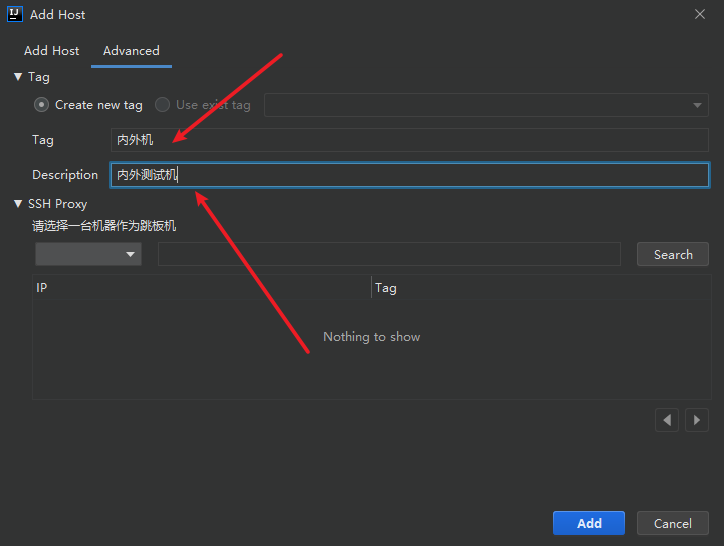 IJ
Add Host
Add Host Advanced
Tag
Create new tag Use exist tag
Tag 内外机
Description 内外测试机
SSH Proxy
请选择一台机器作为跳板机
Search
IP Tag
Nothing to show
Add Cancel